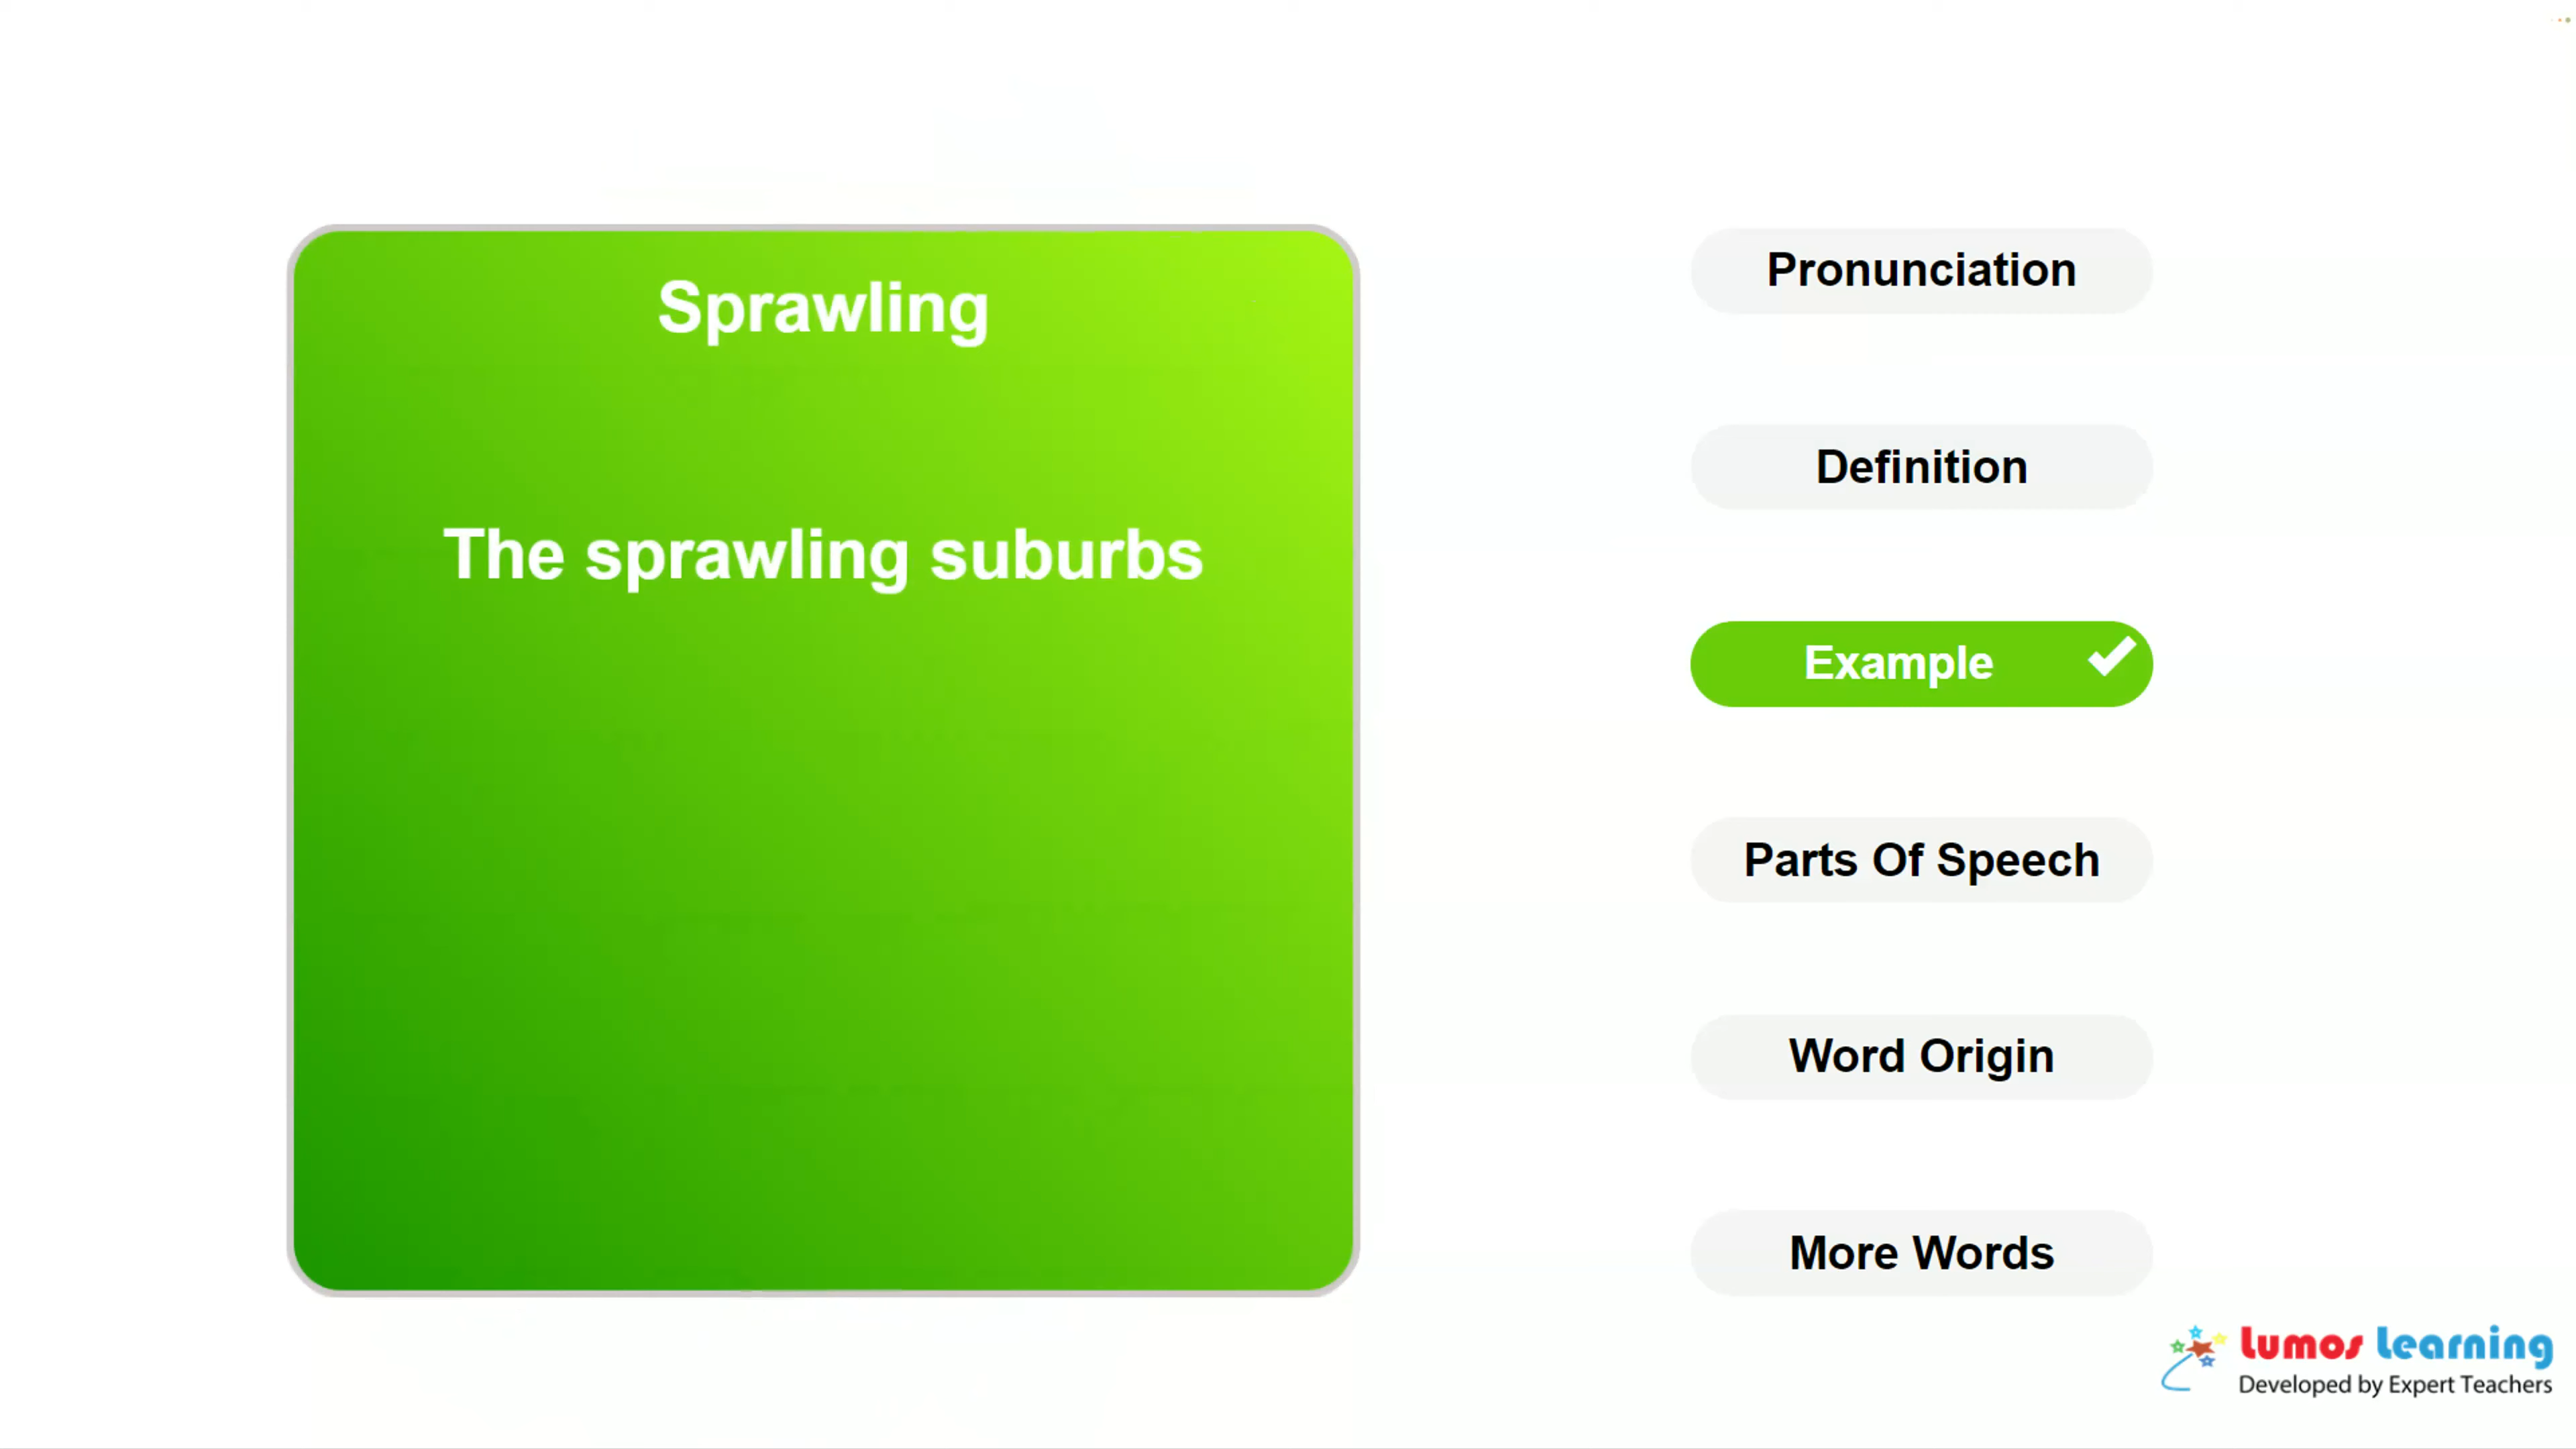 Sprawling
The sprawling suburbs
Pronunciation
Definition
Example
Parts Of Speech
Word Origin
More Words
Lumos Learning
Developed by Expert Teachers